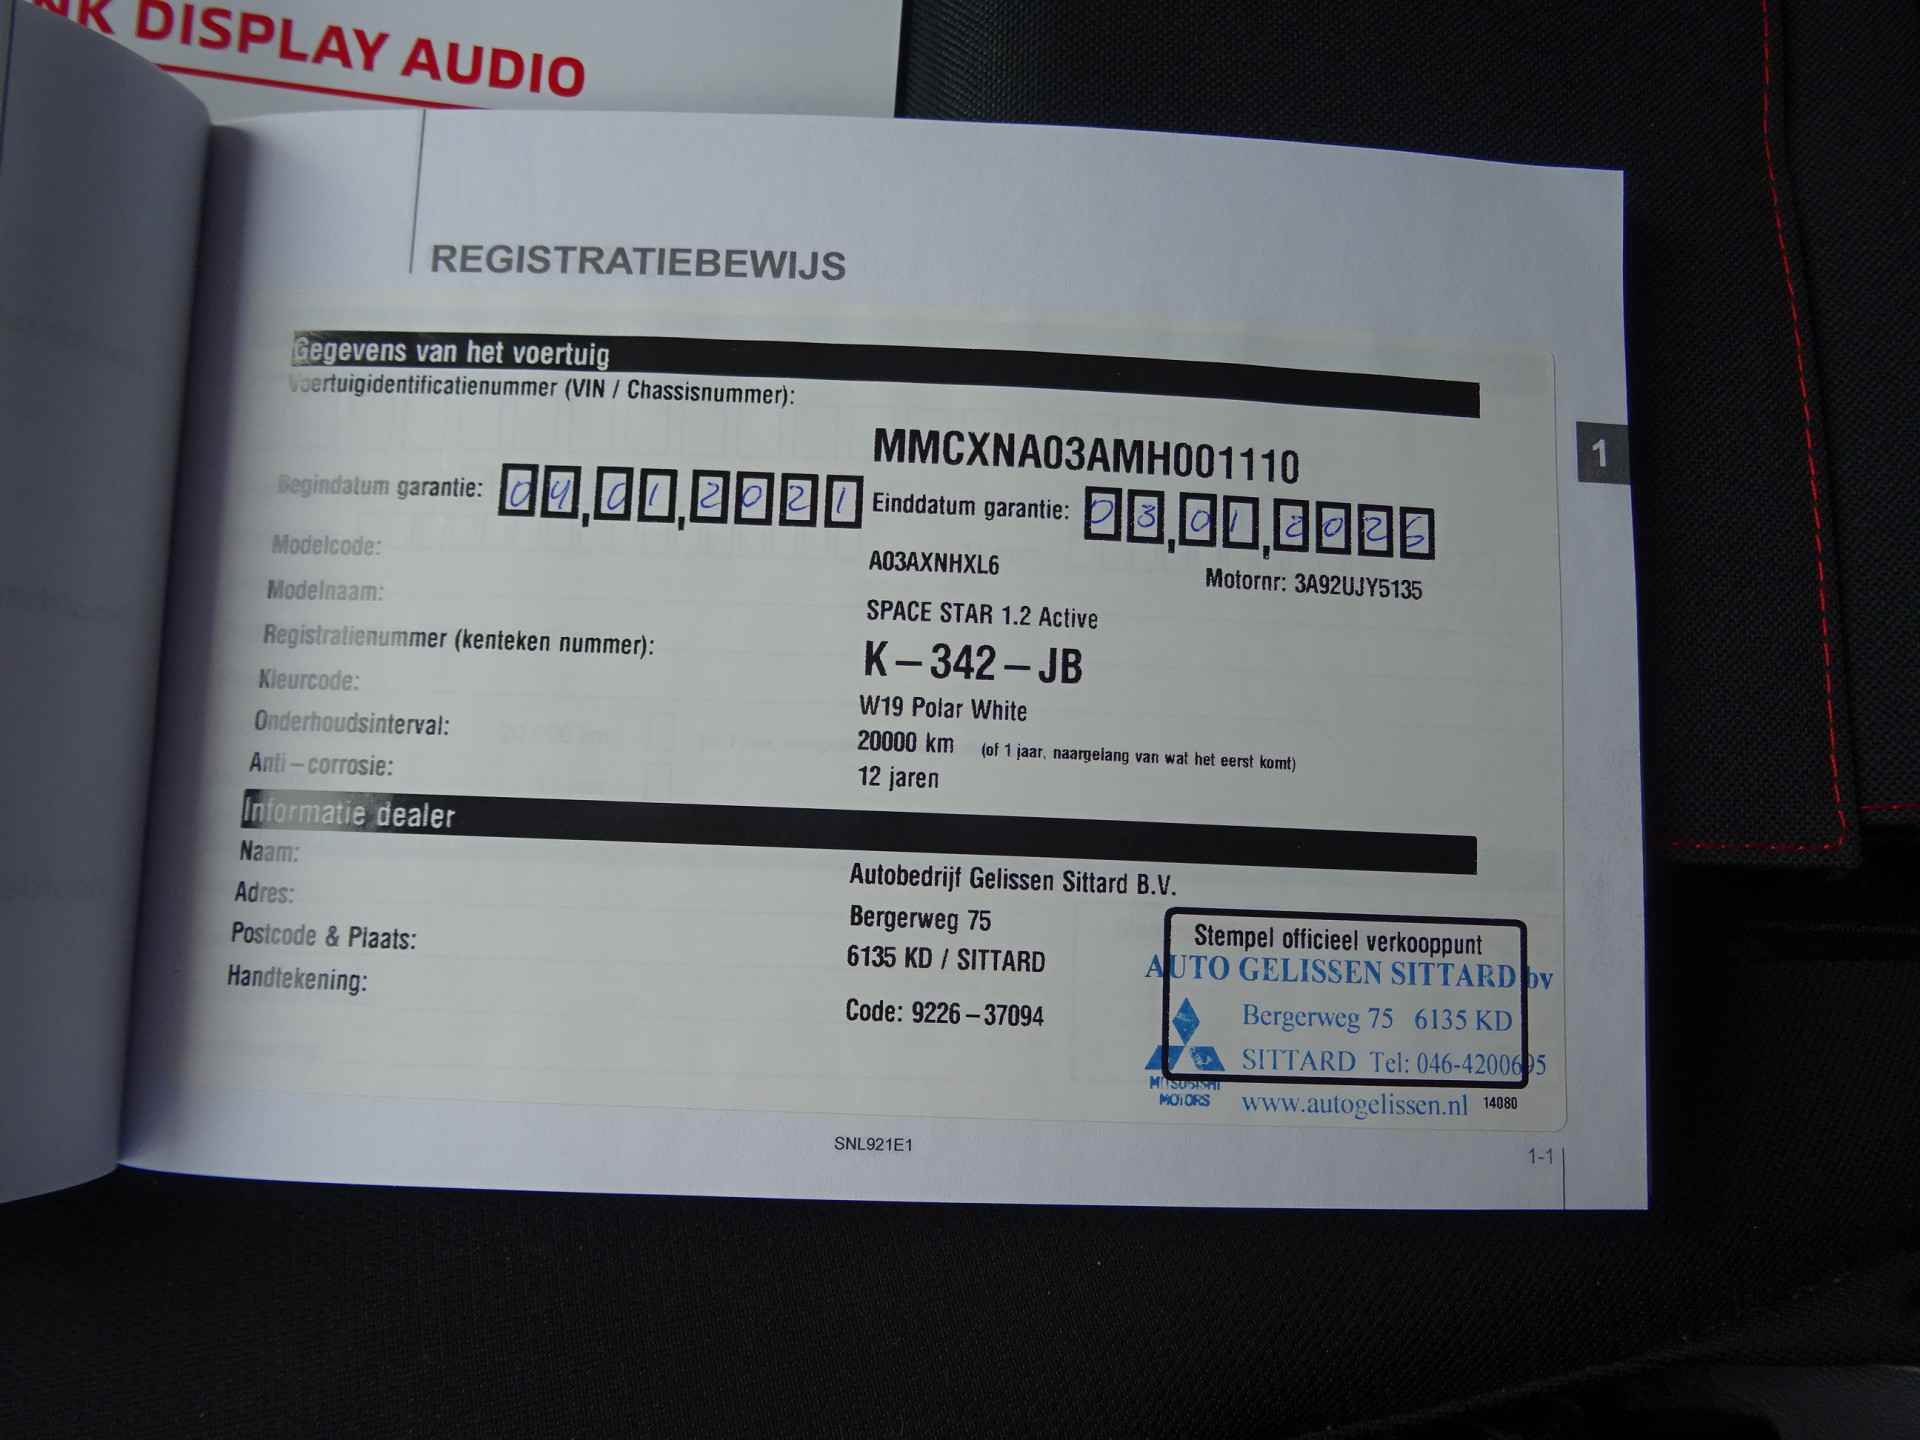 NK DISPLAY AUDIO
REGISTRATIEBEWIJS
Gegevens van het voertuig
Voertuigidentificatienummer (VIN / Chassisnummer):
MMCXNA03AMH001110
Begindatum garantie: 04,01,2021 Einddatum garantie: 03,01,2026
Modelcode: A03AXNHXL6 Motornr: 3A92UJY5135
Modelnaam: SPACE STAR 1.2 Active
Registratienummer (kenteken nummer): K-342-JB
Kleurcode: W19 Polar White
Onderhoudsinterval: 20000 km (of 1 jaar, naargelang van wat het eerst komt)
Anti-corrosie: 12 jaren
Informatie dealer
Naam: Autobedrijf Gelissen Sittard B.V.
Adres: Bergerweg 75
Postcode & Plaats: 6135 KD / SITTARD
Handtekening:
Code: 9226-37094
Stempel officieel verkooppunt
AUTO GELISSEN SITTARD bv
Bergerweg 75 6135 KD
SITTARD Tel: 046-4200695
MITSUBISHI
MOTORS
www.autogelissen.nl 14080
1
SNL921E1
1-1